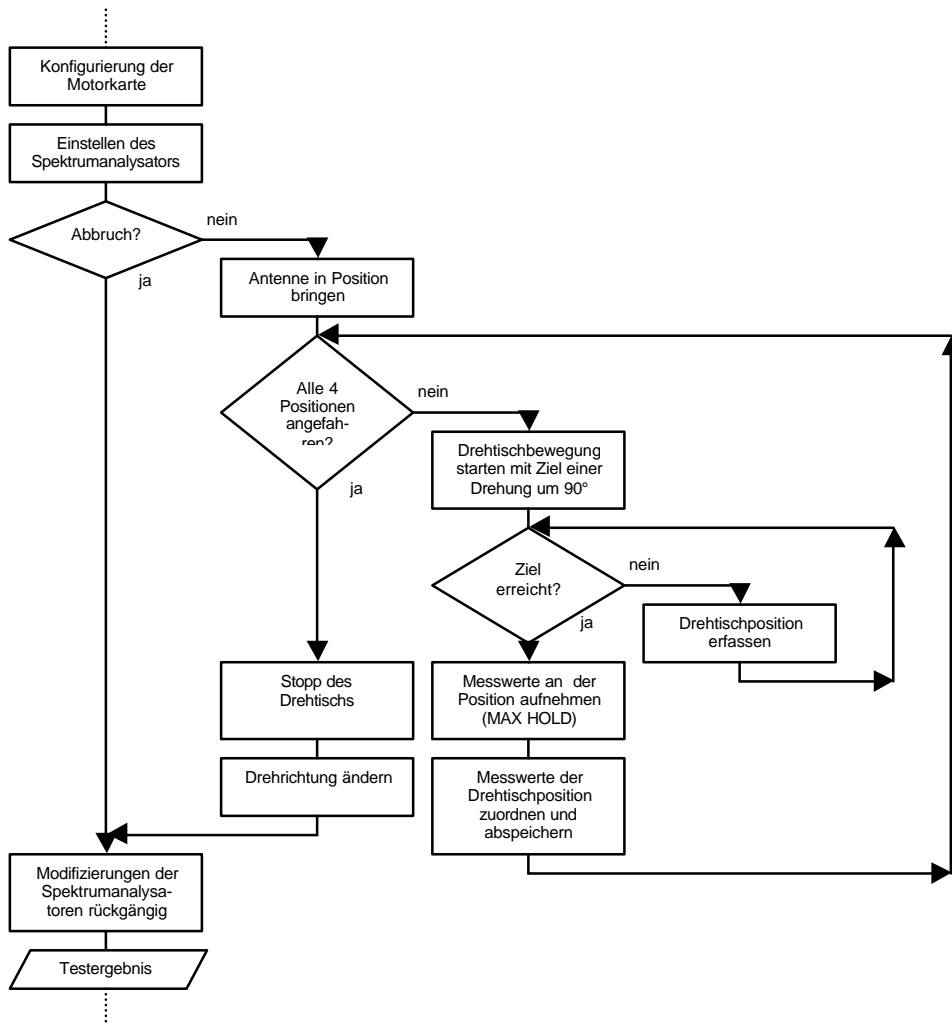 Konfigurierung der
Motorkarte
Einstellen des
Spektrumanalysators
Abbruch?
nein
ja
Antenne in Position
bringen
Alle 4
Positionen
angefah-
ren?
nein
ja
Drehtischbewegung
starten mit Ziel einer
Drehung um 90°
Ziel
erreicht?
nein
ja
Drehtischposition
erfassen
Stopp des
Drehtischs
Messwerte an der
Position aufnehmen
(MAX HOLD)
Drehrichtung ändern
Messwerte der
Drehtischposition
zuordnen und
abspeichern
Modifizierungen der
Spektrumanalysa-
toren rückgängig
Testergebnis